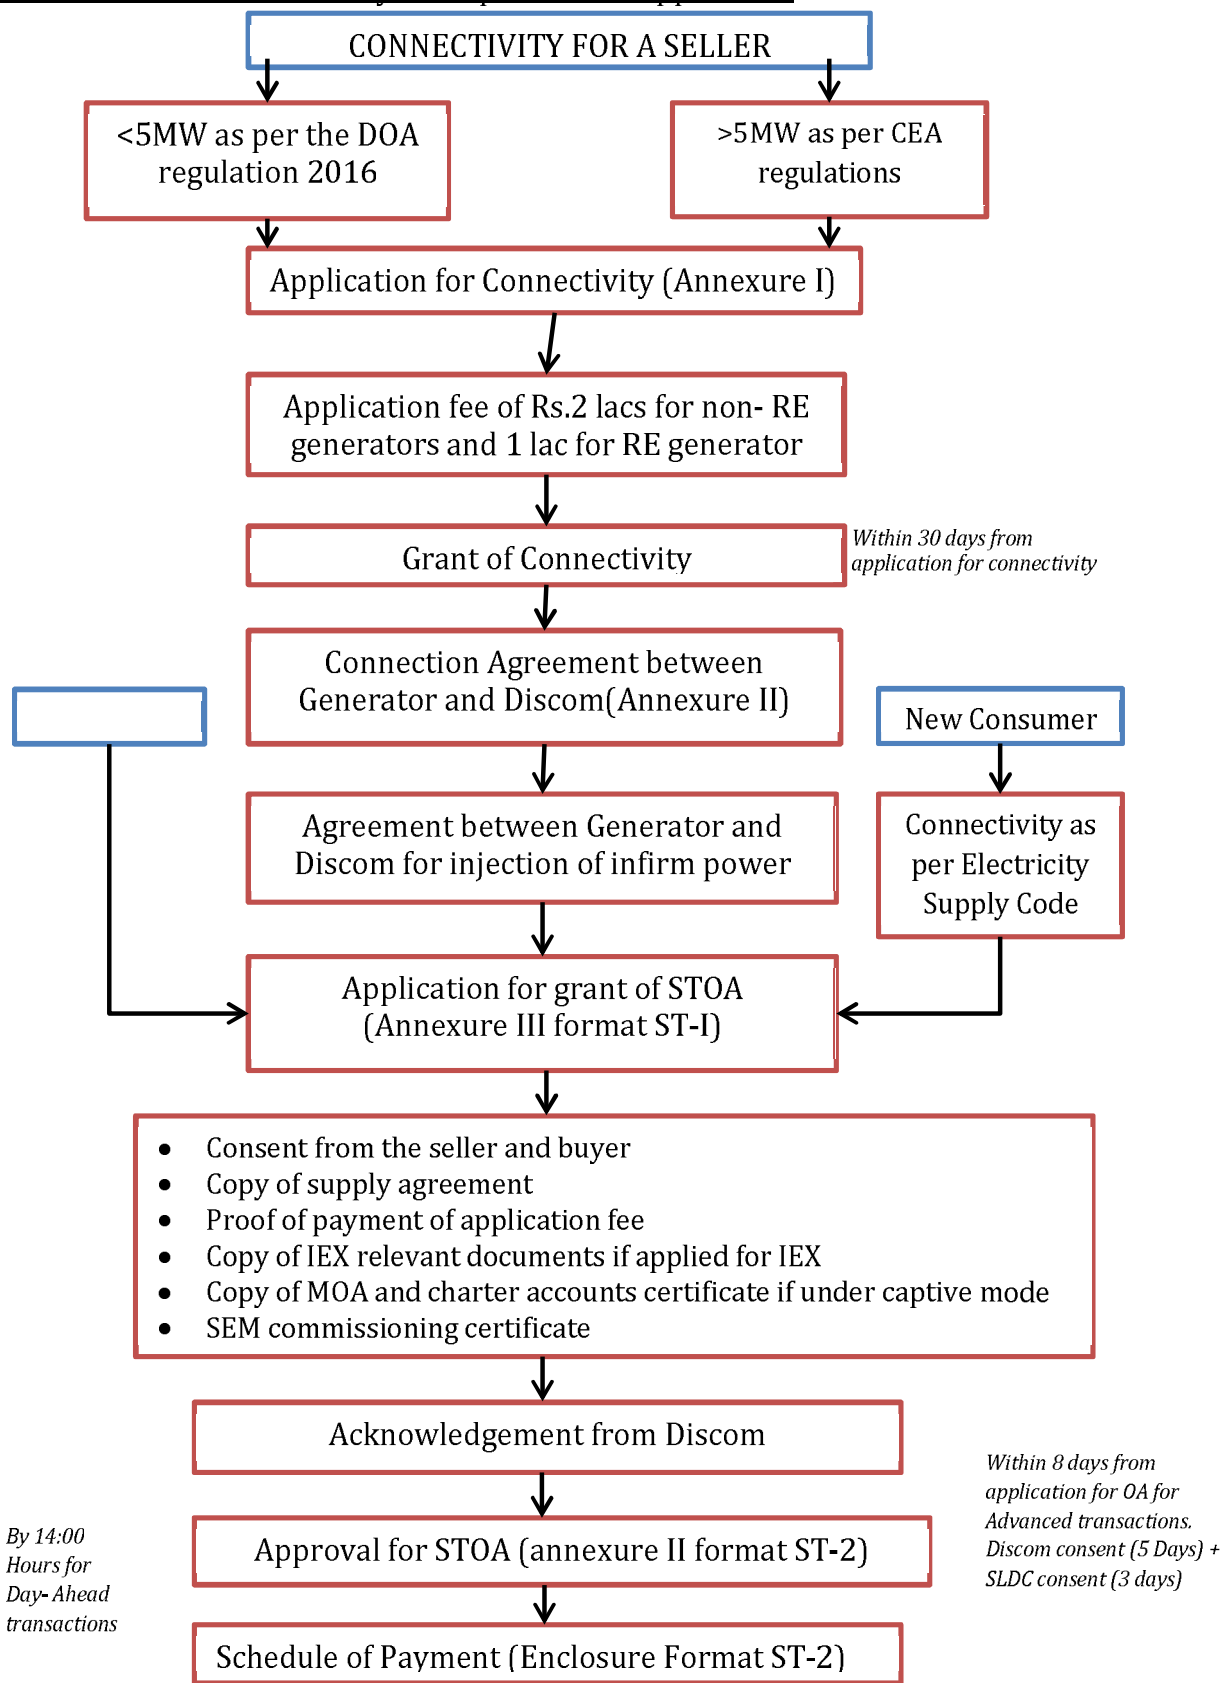 CONNECTIVITY FOR A SELLER
<5MW as per the DOA
regulation 2016
>5MW as per CEA
regulations
Application for Connectivity (Annexure I)
Application fee of Rs.2 lacs for non- RE
generators and 1 lac for RE generator
Grant of Connectivity
Within 30 days from
application for connectivity
Connection Agreement between
Generator and Discom(Annexure II)
New Consumer
Agreement between Generator and
Discom for injection of infirm power
Connectivity as
per Electricity
Supply Code
Application for grant of STOA
(Annexure III format ST-I)
• Consent from the seller and buyer
• Copy of supply agreement
• Proof of payment of application fee
• Copy of IEX relevant documents if applied for IEX
• Copy of MOA and charter accounts certificate if under captive mode
• SEM commissioning certificate
Acknowledgement from Discom
Within 8 days from
application for OA for
Advanced transactions.
Discom consent (5 Days) +
SLDC consent (3 days)
By 14:00
Hours for
Day- Ahead
transactions
Approval for STOA (annexure II format ST-2)
Schedule of Payment (Enclosure Format ST-2)